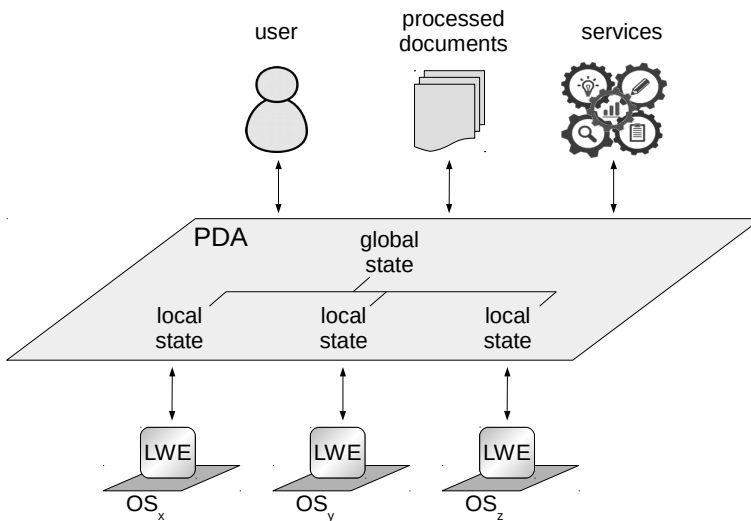 user
processed
documents
services
PDA
global
state
local
state
local
state
local
state
LWE
LWE
LWE
OSx
OSy
OSz